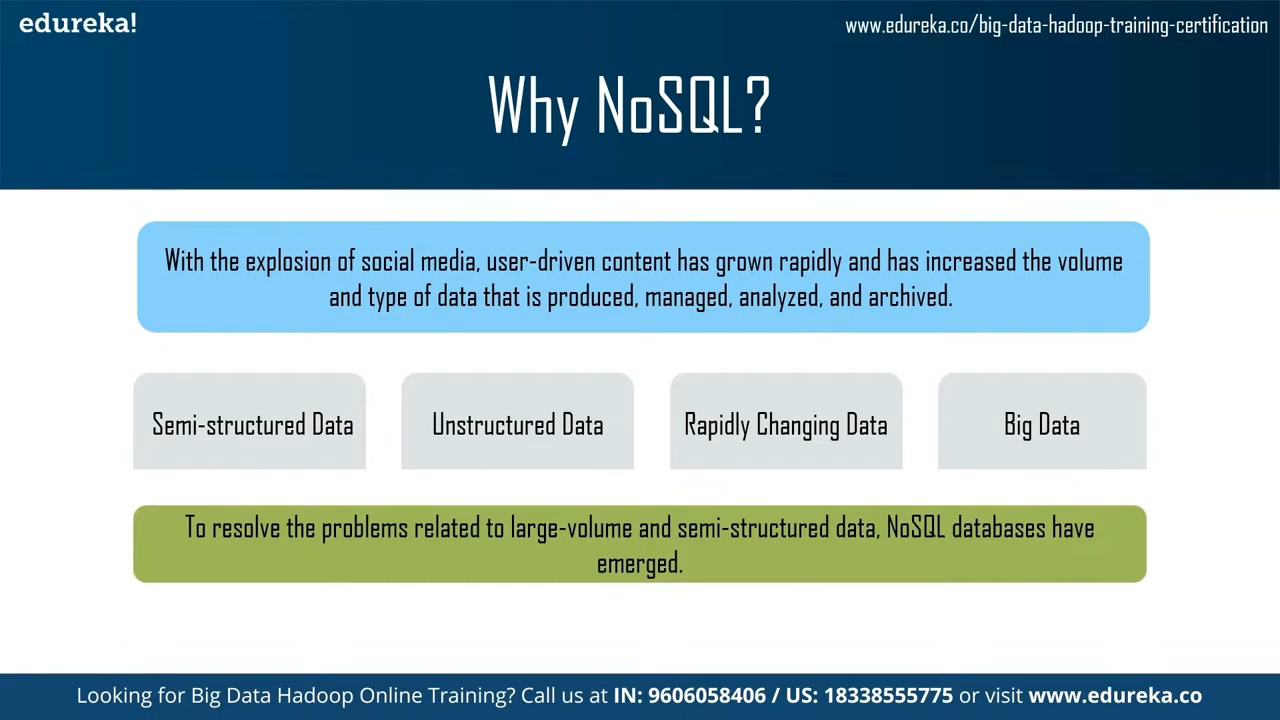 edureka!
www.edureka.co/big-data-hadoop-training-certification
Why NoSQL?
With the explosion of social media, user-driven content has grown rapidly and has increased the volume
and type of data that is produced, managed, analyzed, and archived.
Semi-structured Data
Unstructured Data
Rapidly Changing Data
Big Data
To resolve the problems related to large-volume and semi-structured data, NoSQL databases have
emerged.
Looking for Big Data Hadoop Online Training? Call us at IN: 9606058406 / US: 18338555775 or visit www.edureka.co